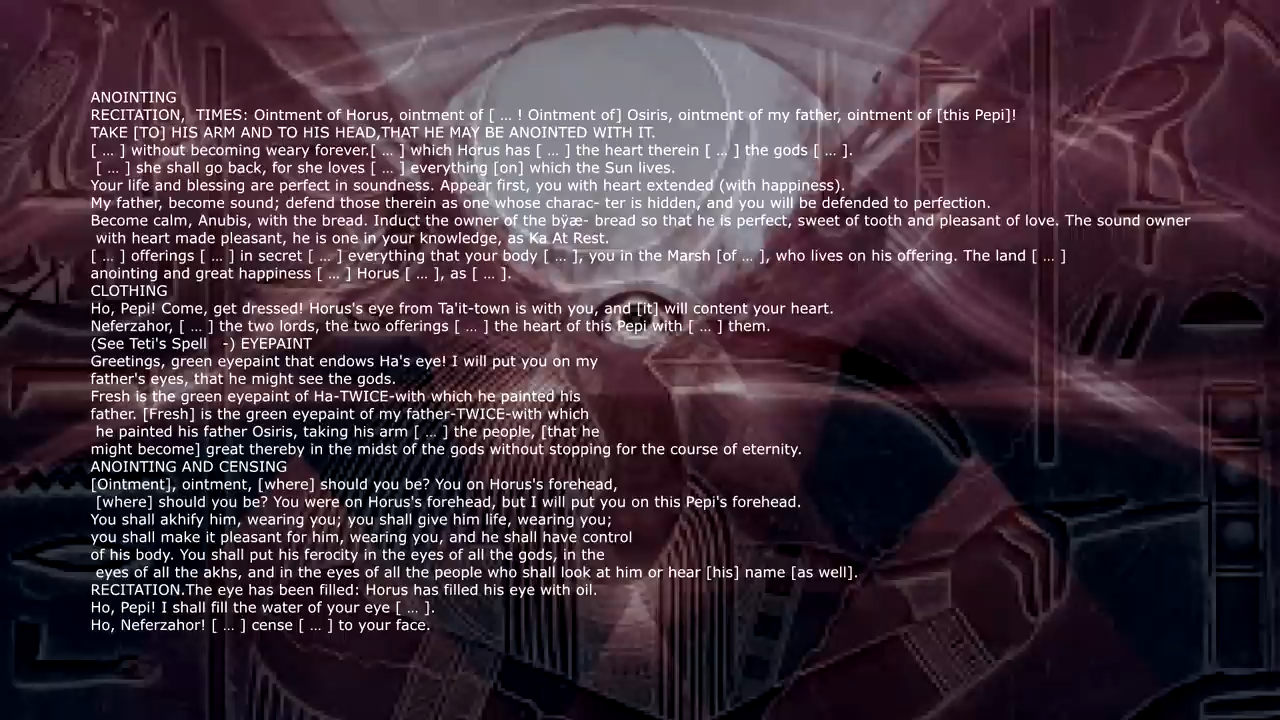 ANOINTING
RECITATION,  TIMES: Ointment of Horus, ointment of [ … ! Ointment of] Osiris, ointment of my father, ointment of [this Pepi]!
TAKE [TO] HIS ARM AND TO HIS HEAD,THAT HE MAY BE ANOINTED WITH IT.
[ … ] without becoming weary forever.[ … ] which Horus has [ … ] the heart therein [ … ] the gods [ … ].
[ … ] she shall go back, for she loves [ … ] everything [on] which the Sun lives.
Your life and blessing are perfect in soundness. Appear first, you with heart extended (with happiness).
My father, become sound; defend those therein as one whose charac- ter is hidden, and you will be defended to perfection.
Become calm, Anubis, with the bread. Induct the owner of the bÿæ- bread so that he is perfect, sweet of tooth and pleasant of love. The sound owner
with heart made pleasant, he is one in your knowledge, as Ka At Rest.
[ … ] offerings [ … ] in secret [ … ] everything that your body [ … ], you in the Marsh [of … ], who lives on his offering. The land [ … ]
anointing and great happiness [ … ] Horus [ … ], as [ … ].
CLOTHING
Ho, Pepi! Come, get dressed! Horus's eye from Ta'it-town is with you, and [it] will content your heart.
Neferzahor, [ … ] the two lords, the two offerings [ … ] the heart of this Pepi with [ … ] them.
(See Teti's Spell   -) EYEPAINT
Greetings, green eyepaint that endows Ha's eye! I will put you on my
father's eyes, that he might see the gods.
Fresh is the green eyepaint of Ha-TWICE-with which he painted his
father. [Fresh] is the green eyepaint of my father-TWICE-with which
he painted his father Osiris, taking his arm [ … ] the people, [that he
might become] great thereby in the midst of the gods without stopping for the course of eternity.
ANOINTING AND CENSING
[Ointment], ointment, [where] should you be? You on Horus's forehead,
[where] should you be? You were on Horus's forehead, but I will put you on this Pepi's forehead.
You shall akhify him, wearing you; you shall give him life, wearing you;
you shall make it pleasant for him, wearing you, and he shall have control
of his body. You shall put his ferocity in the eyes of all the gods, in the
eyes of all the akhs, and in the eyes of all the people who shall look at him or hear [his] name [as well].
RECITATION.The eye has been filled: Horus has filled his eye with oil.
Ho, Pepi! I shall fill the water of your eye [ … ].
Ho, Neferzahor! [ … ] cense [ … ] to your face.